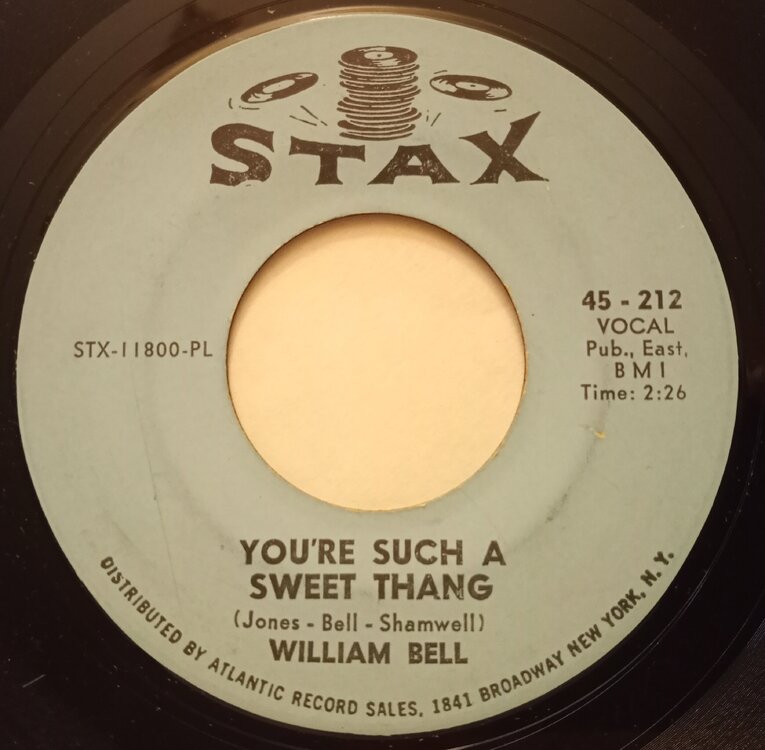 STAX
45 - 212
VOCAL
Pub., East,
B M I
Time: 2:26
STX-11800-PL
YOU'RE SUCH A
SWEET THANG
(Jones - Bell - Shamwell)
WILLIAM BELL
DISTRIBUTED BY ATLANTIC RECORD SALES, 1841 BROADWAY NEW YORK, N. Y.